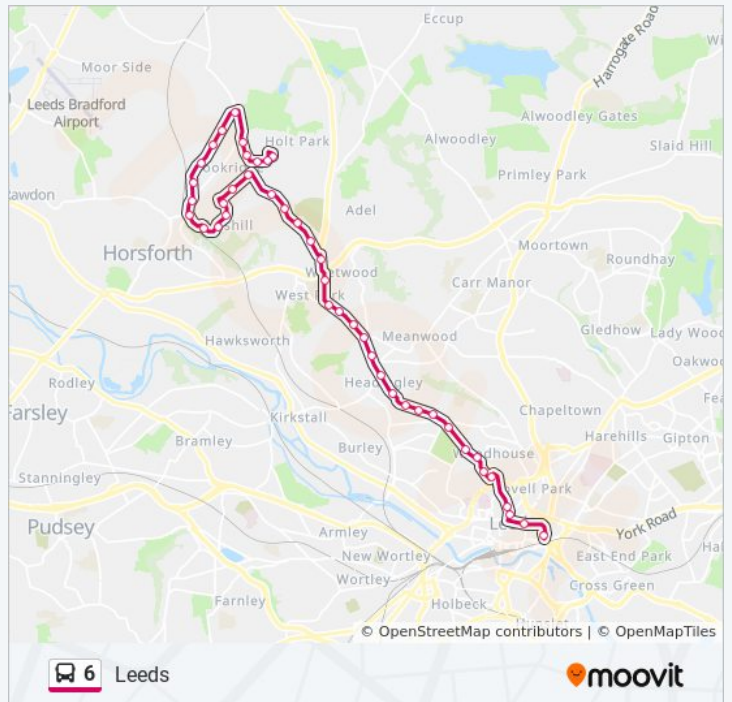 Eccup
Harrogate Road
Moor Side
Leeds Bradford
Airport
Alwoodley Gates
Holt Park
Alwoodley
Slaid Hill
Primley Park
Adel
Moortown
Horsforth
Roundhay
Carr Manor
West Park
Gledhow
Lady Wood
Hawksworth
Meanwood
Rodley
Headingley
Farsley
Kirkstall
Chapeltown
Bramley
Burley
Harehills
Gipton
Stanningley
Pudsey
Armley
York Road
New Wortley
East End Park
Wortley
Cross Green
Farnley
Holbeck
© OpenStreetMap contributors | © OpenMapTiles
6 Leeds
moovit